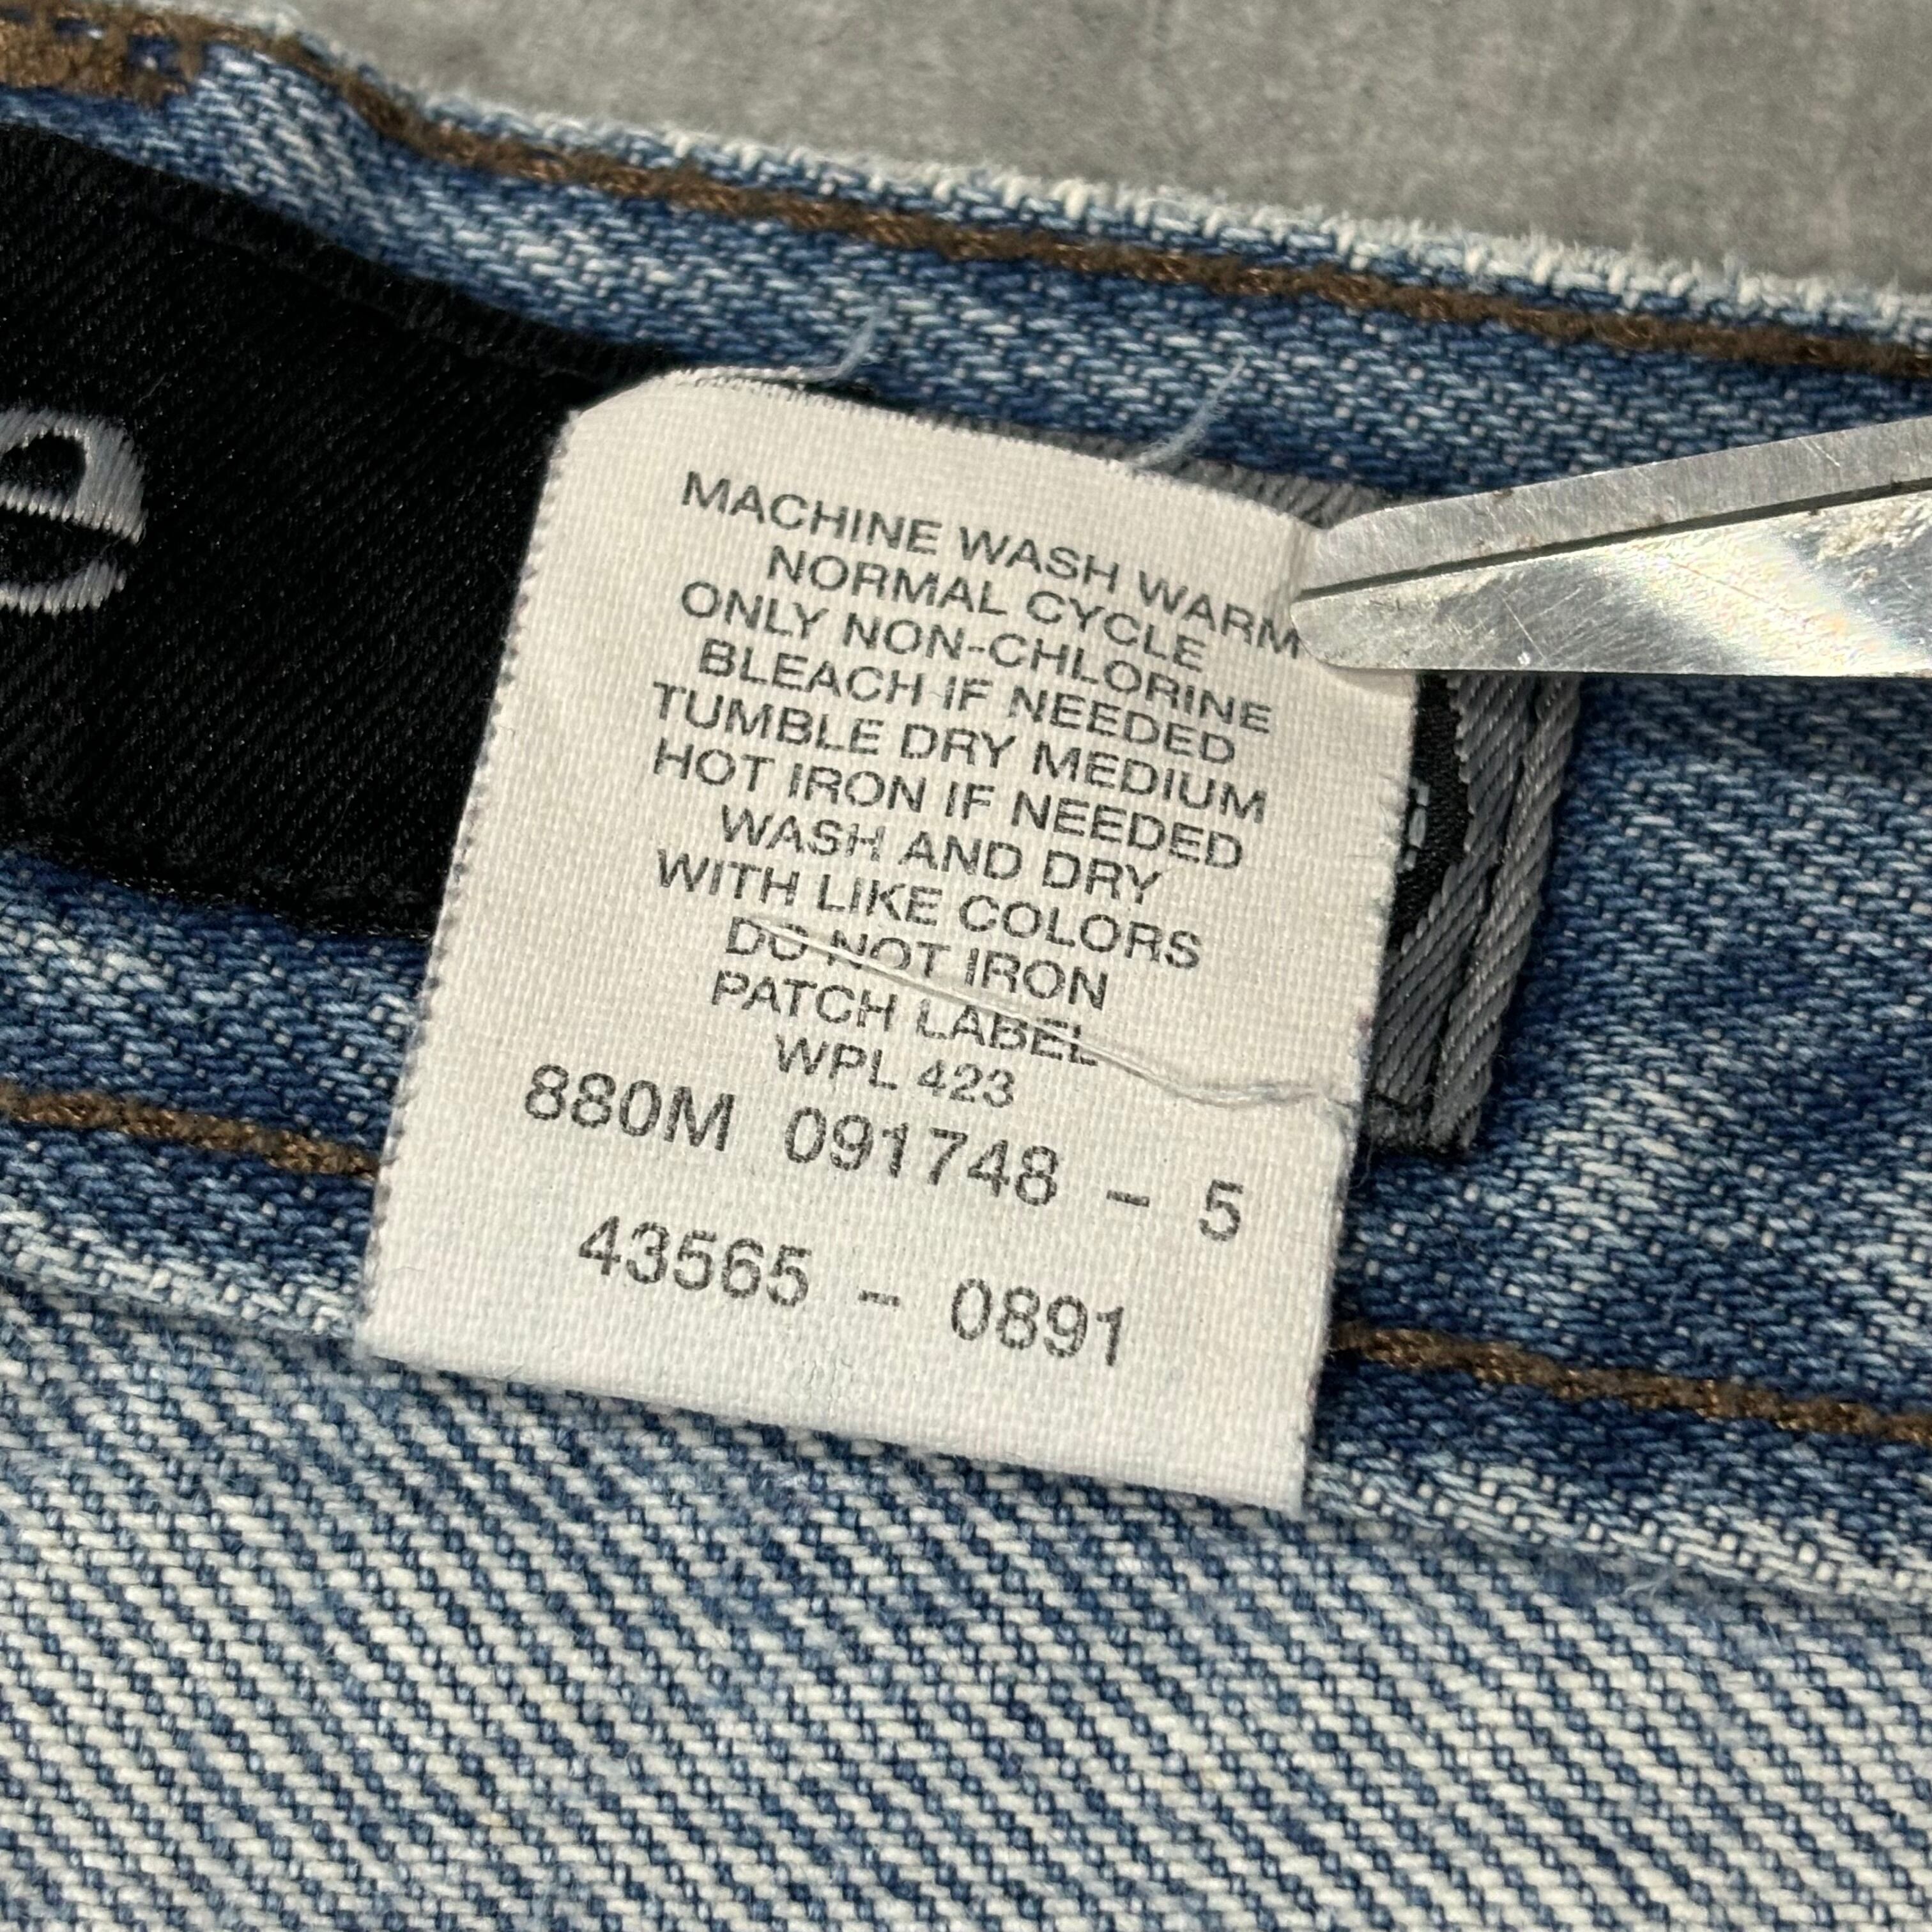 e
MACHINE WASH WARM
NORMAL CYCLE
ONLY NON-CHLORINE
BLEACH IF NEEDED
TUMBLE DRY MEDIUM
HOT IRON IF NEEDED
WASH AND DRY
WITH LIKE COLORS
DO NOT IRON
PATCH LABEL
WPL 423
880M 091748 - 5
43565 - 0891